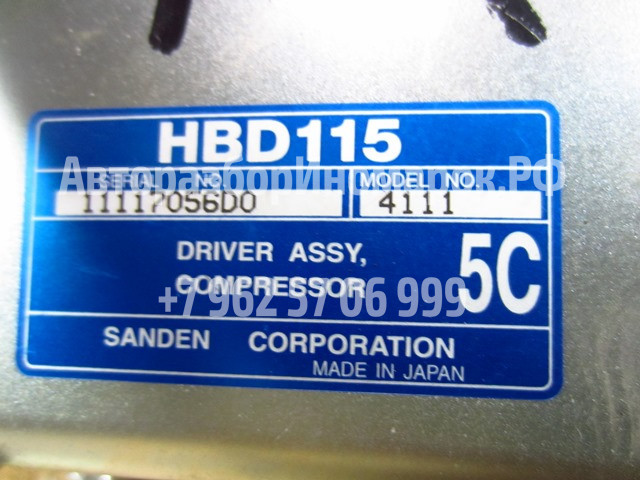 HBD115
SERIAL NO. MODEL NO.
11117056D0 4111
DRIVER ASSY,
COMPRESSOR
5C
SANDEN CORPORATION
MADE IN JAPAN
+7 962 57 06 999